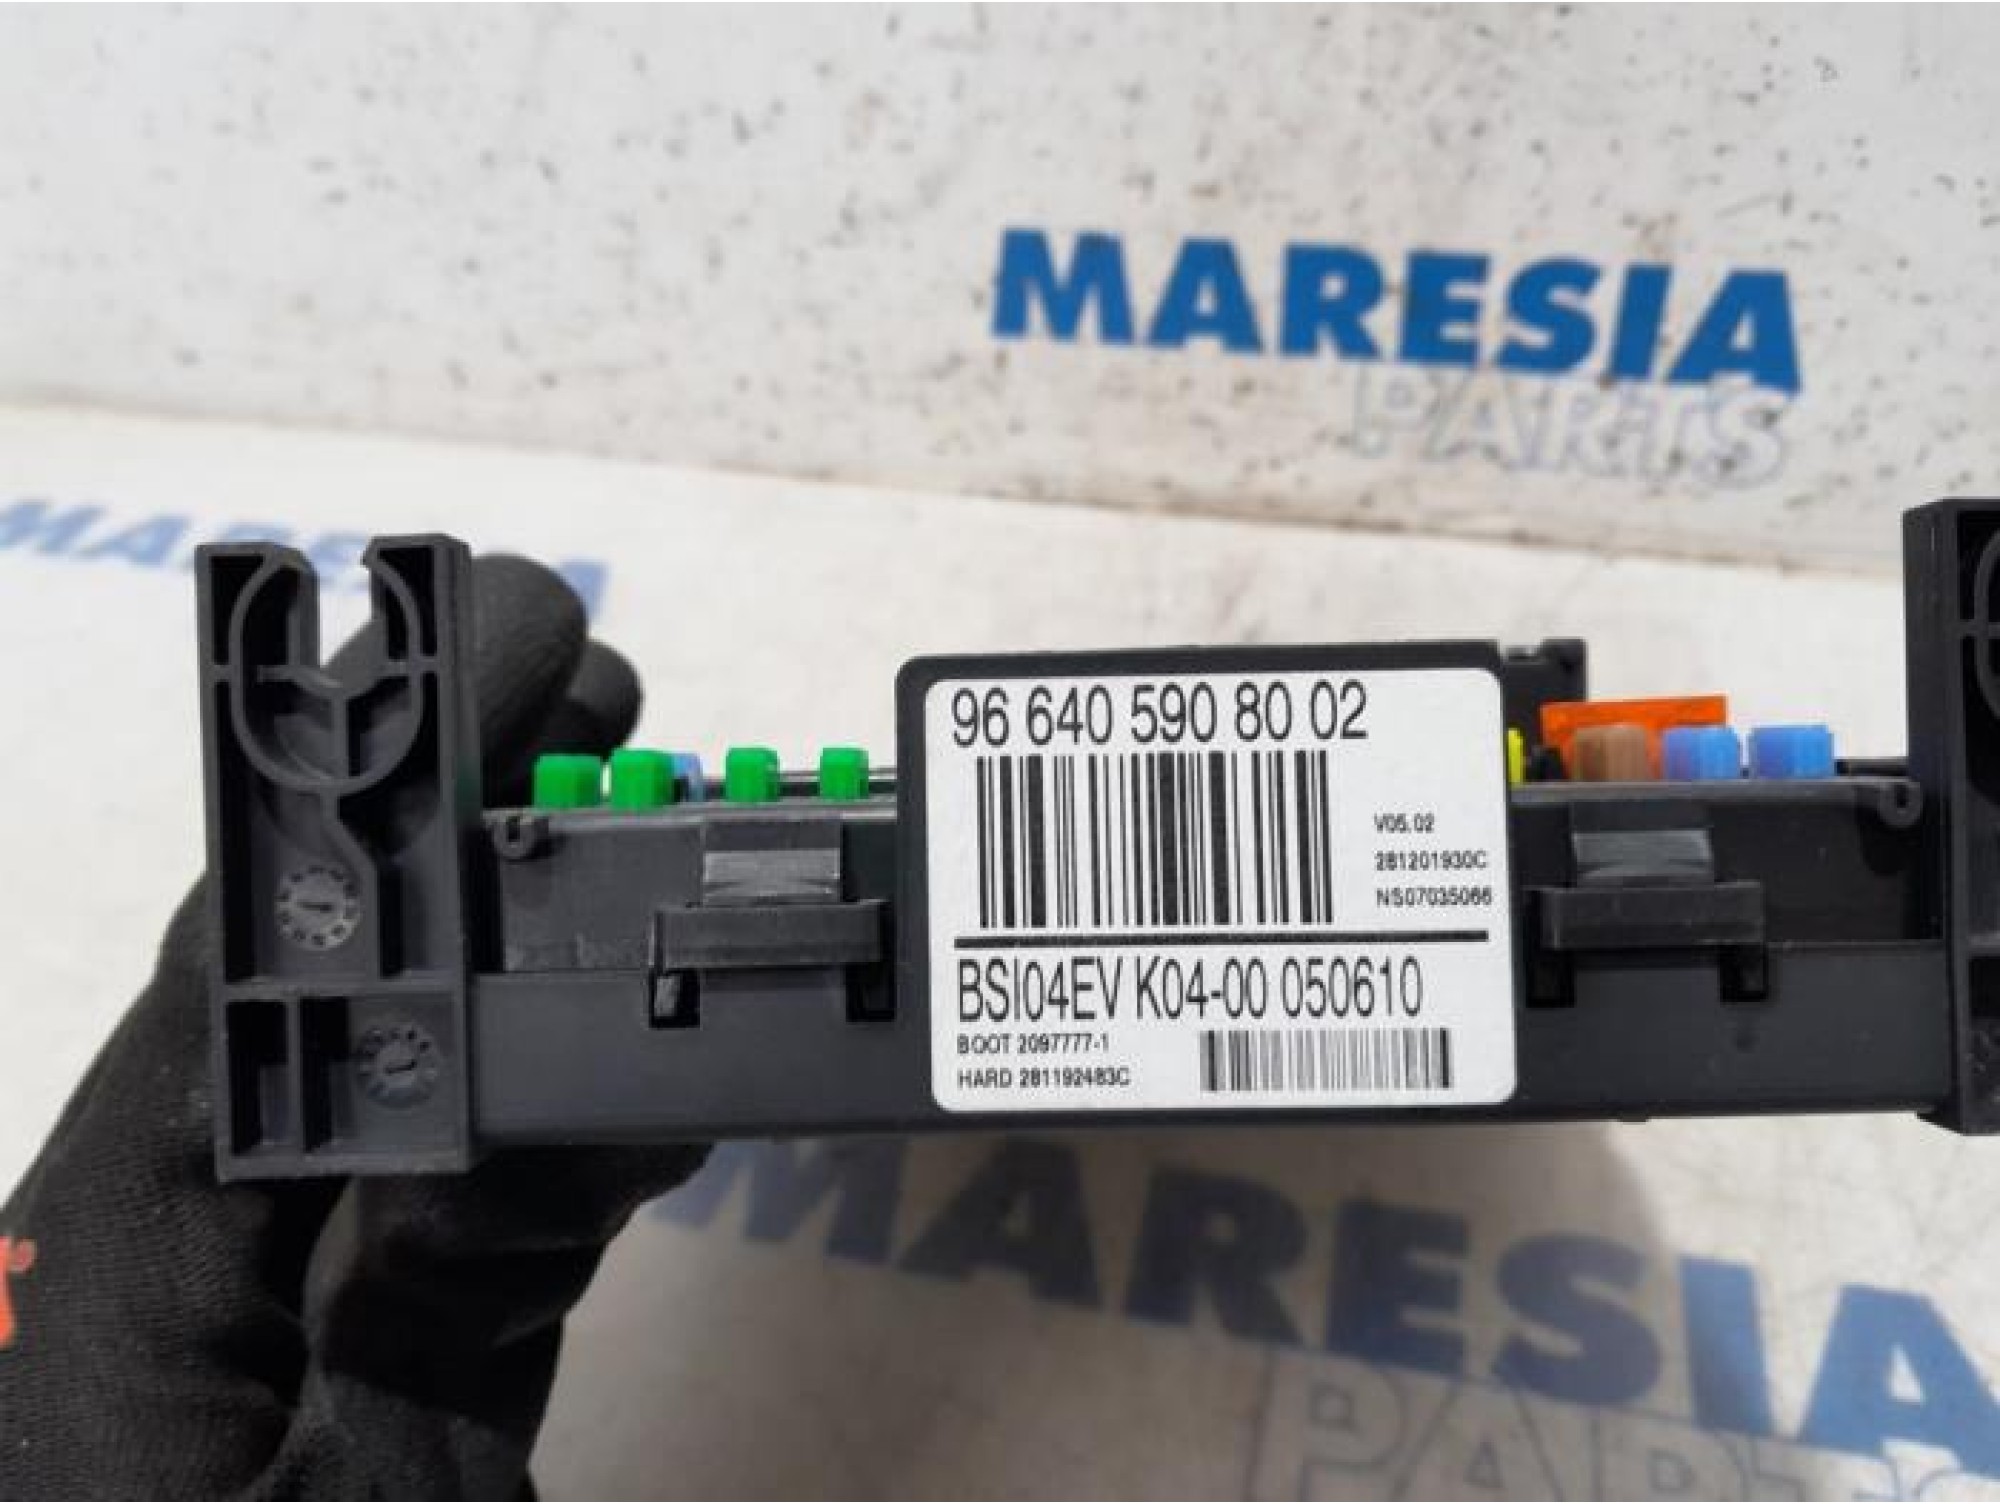 MARESIA
PARTS
MARESIA
96 640 590 80 02
V05.02
281201930C
NS07035066
BSI04EV K04-00 050610
BOOT 2097777-1
HARD 281192483C
MARESIA
PARTS